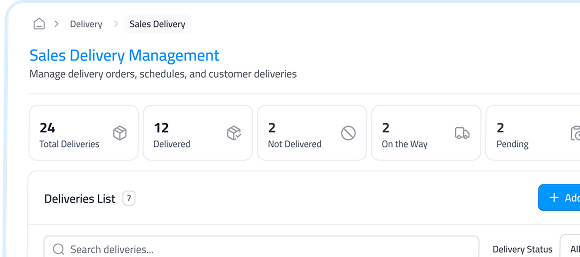 Delivery Sales Delivery
Sales Delivery Management
Manage delivery orders, schedules, and customer deliveries
24 12 2 2 2
Total Deliveries Delivered Not Delivered On the Way Pending
Deliveries List 7 + Add
Search deliveries... Delivery Status All